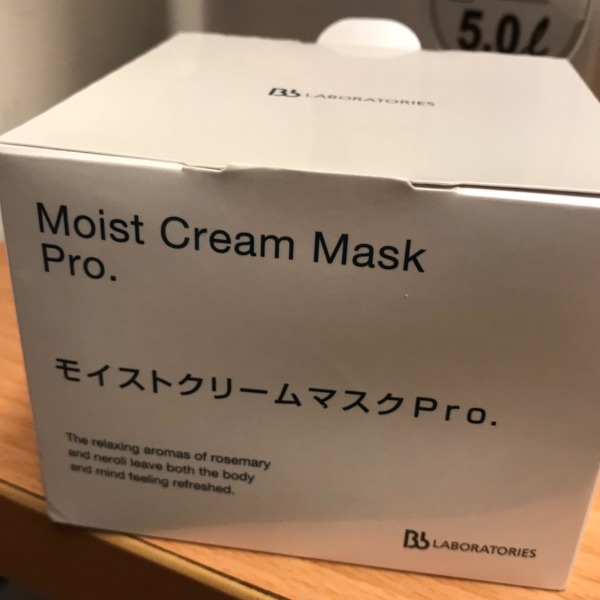 5.0ℓ
Bb LABORATORIES
Moist Cream Mask
Pro.
モイストクリームマスクPro.
The relaxing aromas of rosemary
and neroli leave both the body
and mind feeling refreshed.
Bb LABORATORIES